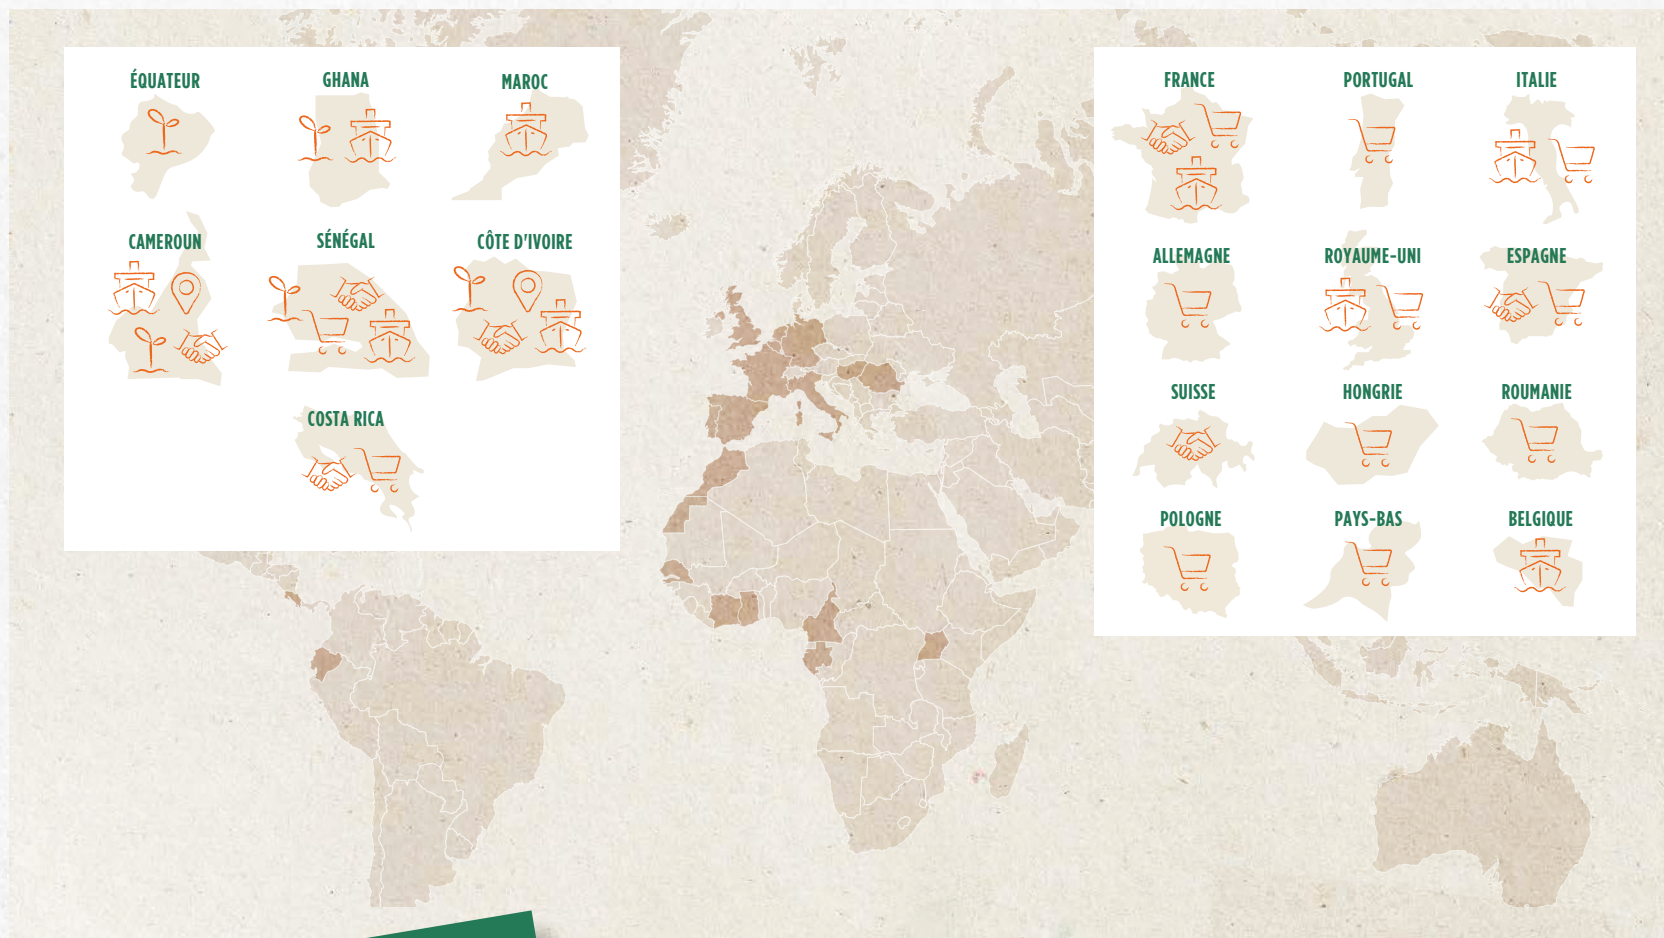 ÉQUATEUR
GHANA
MAROC
CAMEROUN
SÉNÉGAL
CÔTE D'IVOIRE
COSTA RICA
FRANCE
PORTUGAL
ITALIE
ALLEMAGNE
ROYAUME-UNI
ESPAGNE
SUISSE
HONGRIE
ROUMANIE
POLOGNE
PAYS-BAS
BELGIQUE